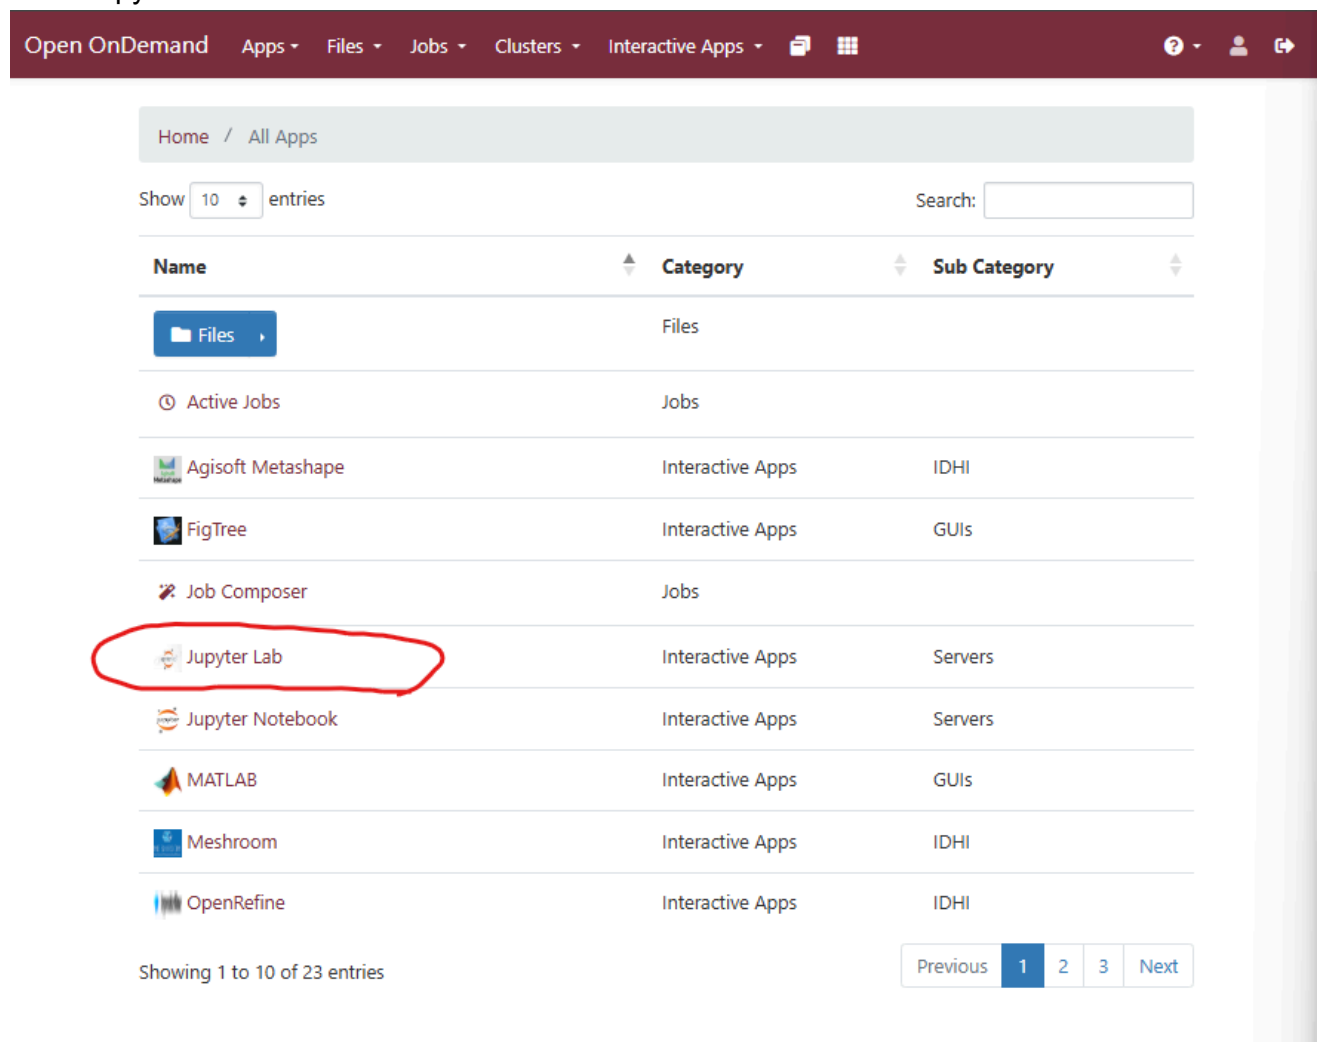 py
Open OnDemand Apps Files Jobs Clusters Interactive Apps
Home / All Apps
Show 10 entries Search:
Name Category Sub Category
Files Files
Active Jobs Jobs
Agisoft Metashape Interactive Apps IDHI
FigTree Interactive Apps GUIs
Job Composer Jobs
Jupyter Lab Interactive Apps Servers
Jupyter Notebook Interactive Apps Servers
MATLAB Interactive Apps GUIs
Meshroom Interactive Apps IDHI
OpenRefine Interactive Apps IDHI
Showing 1 to 10 of 23 entries Previous 1 2 3 Next